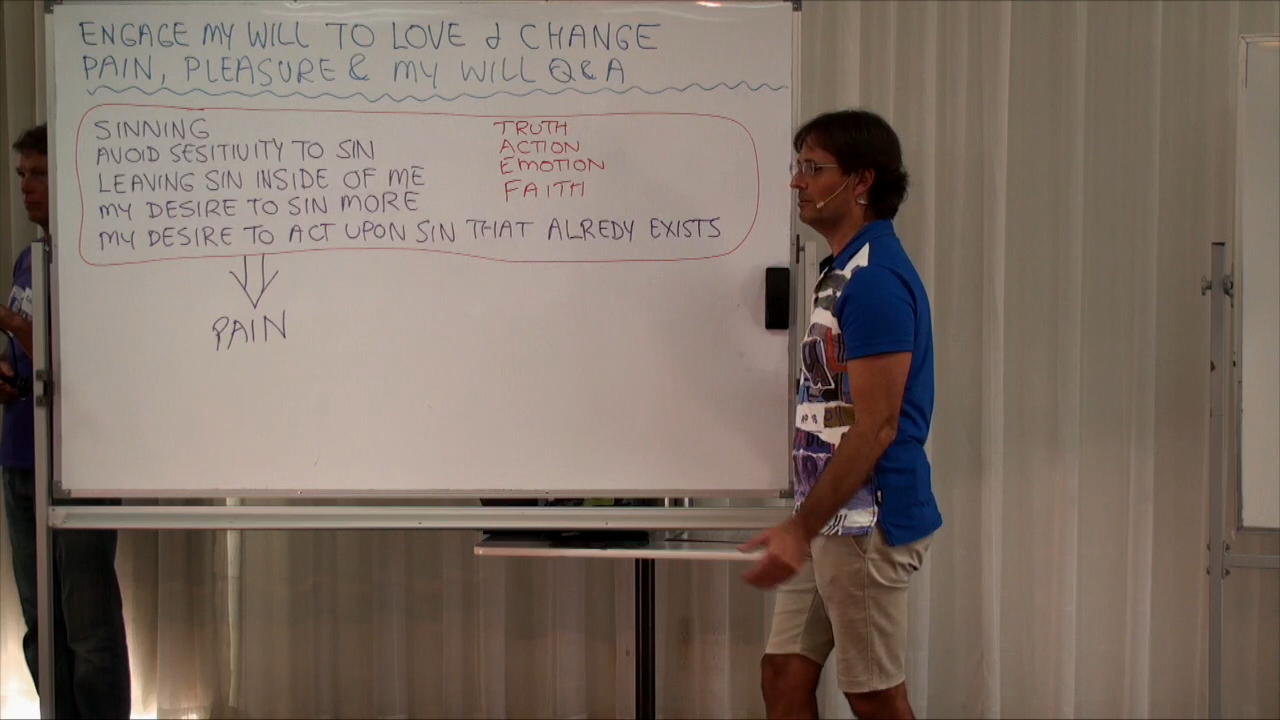 ENGAGE MY WILL TO LOVE & CHANGE
PAIN, PLEASURE & MY WILL Q&A
SINNING
AVOID SESITIUITY TO SIN
LEAVING SIN INSIDE OF ME
MY DESIRE TO SIN MORE
MY DESIRE TO ACT UPON SIN THAT ALREDY EXISTS
TRUTH
ACTION
EMOTION
FAITH
PAIN